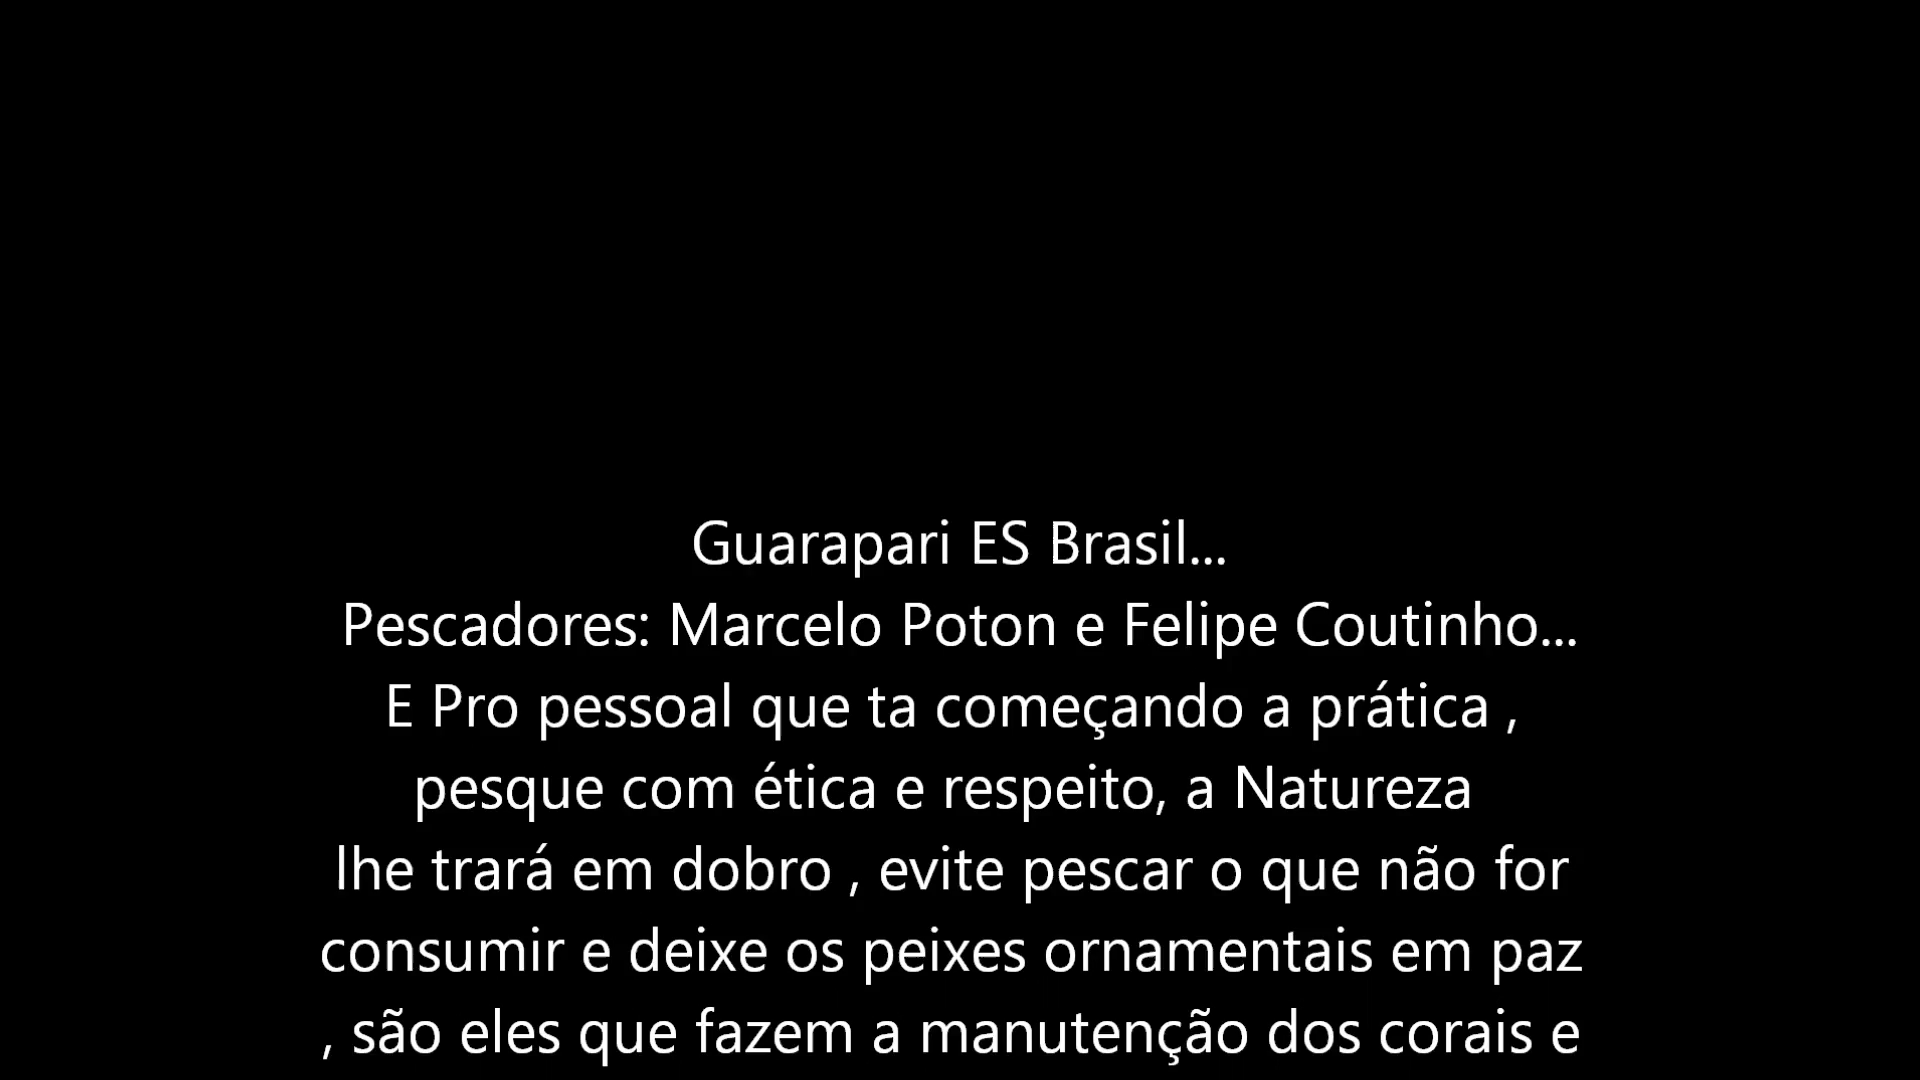 Guarapari ES Brasil...
Pescadores: Marcelo Poton e Felipe Coutinho...
E Pro pessoal que ta começando a prática ,
pesque com ética e respeito, a Natureza
lhe trará em dobro , evite pescar o que não for
consumir e deixe os peixes ornamentais em paz
, são eles que fazem a manutenção dos corais e